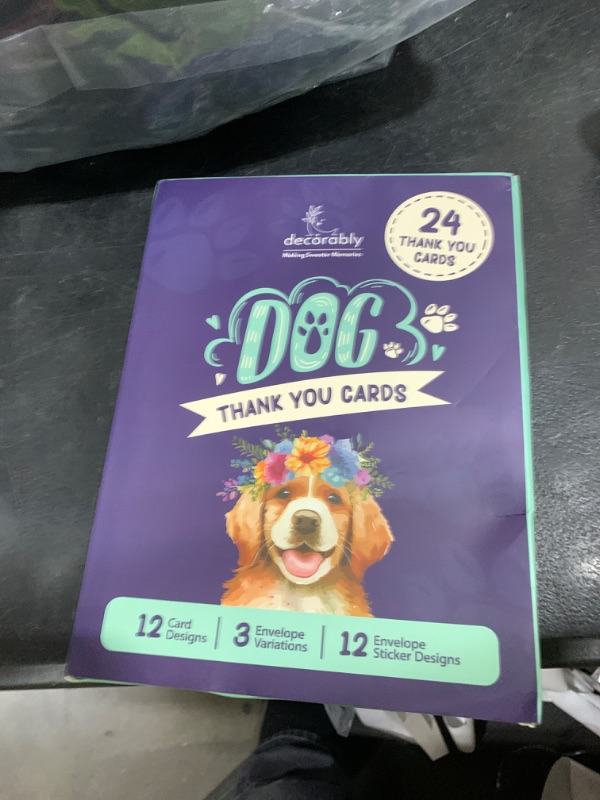 decorably
Making Sweeter Memories
24
THANK YOU
CARDS
DOG
THANK YOU CARDS
12 Card
Designs
3 Envelope
Variations
12 Envelope
Sticker Designs